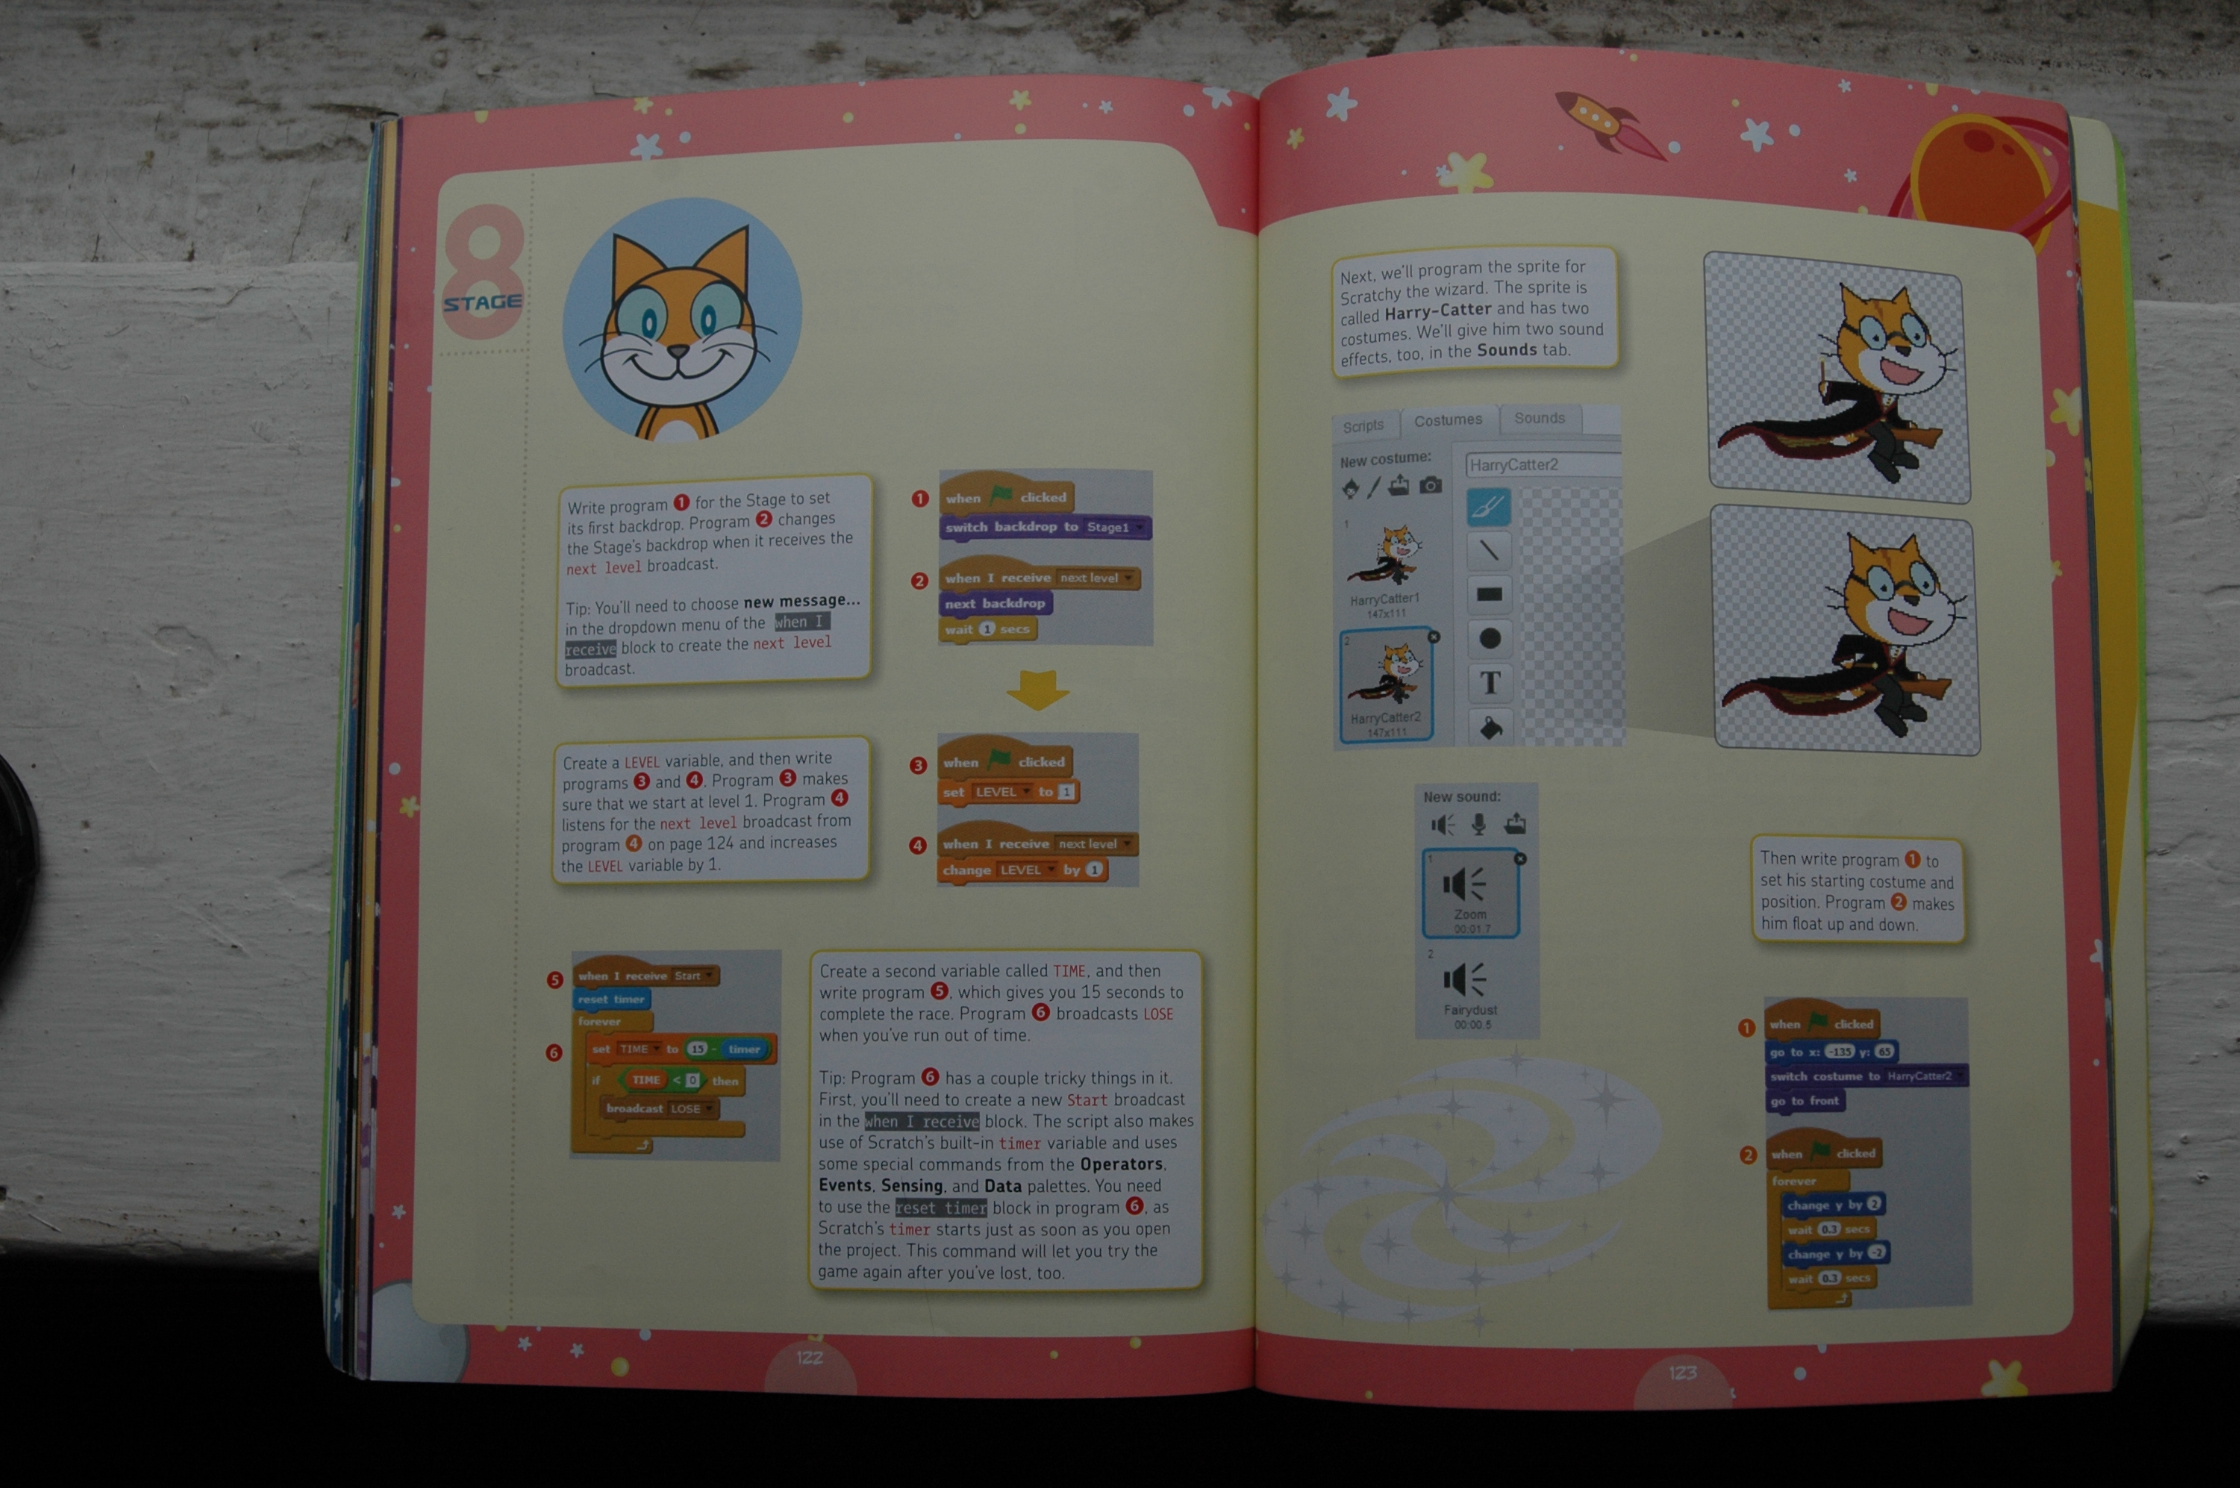 8
STAGE
Write program 1 for the Stage to set
its first backdrop. Program 2 changes
the Stage's backdrop when it receives the
next level broadcast.
Tip: You'll need to choose new message...
in the dropdown menu of the when I
receive block to create the next level
broadcast.
1
when clicked
switch backdrop to Stage1
2
when I receive next level
next backdrop
wait 1 secs
Create a LEVEL variable, and then write
programs 3 and 4. Program 3 makes
sure that we start at level 1. Program 4
listens for the next level broadcast from
program 4 on page 124 and increases
the LEVEL variable by 1.
3
when clicked
set LEVEL to 1
4
when I receive next level
change LEVEL by 1
5
when I receive Start
reset timer
forever
6
set TIME to 15 - timer
if TIME < 0 then
broadcast LOSE
Create a second variable called TIME, and then
write program 5, which gives you 15 seconds to
complete the race. Program 6 broadcasts LOSE
when you've run out of time.
Tip: Program 6 has a couple tricky things in it.
First, you'll need to create a new Start broadcast
in the when I receive block. The script also makes
use of Scratch's built-in timer variable and uses
some special commands from the Operators,
Events, Sensing, and Data palettes. You need
to use the reset timer block in program 6, as
Scratch's timer starts just as soon as you open
the project. This command will let you try the
game again after you've lost, too.
122
Next, we'll program the sprite for
Scratchy the wizard. The sprite is
called Harry-Catter and has two
costumes. We'll give him two sound
effects, too, in the Sounds tab.
Scripts Costumes Sounds
New costume:
HarryCatter2
1
HarryCatter1
147x111
2
HarryCatter2
147x111
T
New sound:
1
Zoom
00:01.7
2
Fairydust
00:00.5
Then write program 1 to
set his starting costume and
position. Program 2 makes
him float up and down.
1
when clicked
go to x: -135 y: 65
switch costume to HarryCatter2
go to front
2
when clicked
forever
change y by 2
wait 0.3 secs
change y by -2
wait 0.3 secs
123